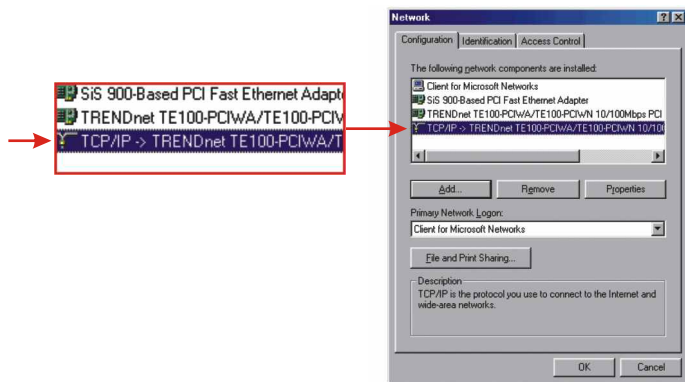 SiS 900-Based PCI Fast Ethernet Adapt
TRENDnet TE100-PCIWA/TE100-PCIW
TCP/IP -> TRENDnet TE100-PCIWA/T
Network
Configuration Identification Access Control
The following network components are installed:
Client for Microsoft Networks
SiS 900-Based PCI Fast Ethernet Adapter
TRENDnet TE100-PCIWA/TE100-PCIWN 10/100Mbps PCI
TCP/IP -> TRENDnet TE100-PCIWA/TE100-PCIWN 10/100
Add...
Remove
Properties
Primary Network Logon:
Client for Microsoft Networks
File and Print Sharing...
Description
TCP/IP is the protocol you use to connect to the Internet and
wide-area networks.
OK
Cancel